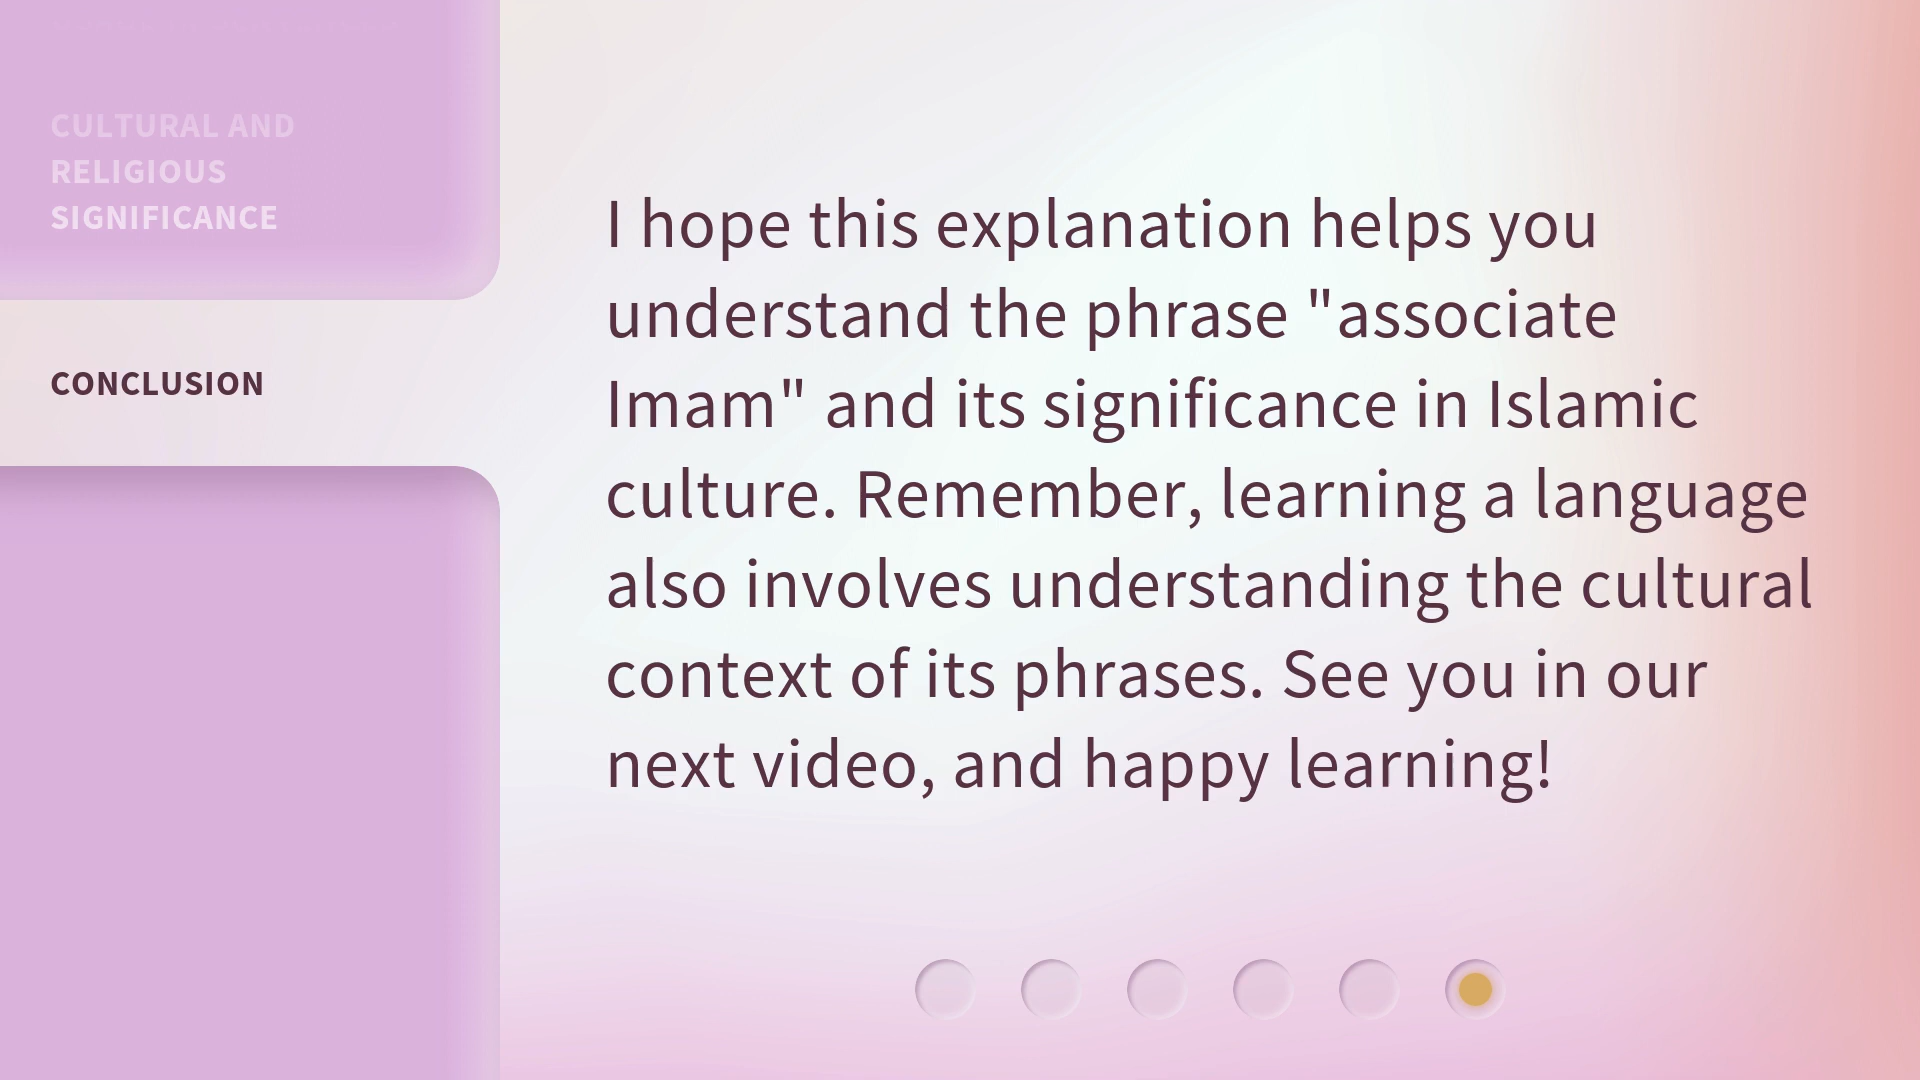 CULTURAL AND
RELIGIOUS
SIGNIFICANCE
CONCLUSION
I hope this explanation helps you
understand the phrase "associate
Imam" and its significance in Islamic
culture. Remember, learning a language
also involves understanding the cultural
context of its phrases. See you in our
next video, and happy learning!